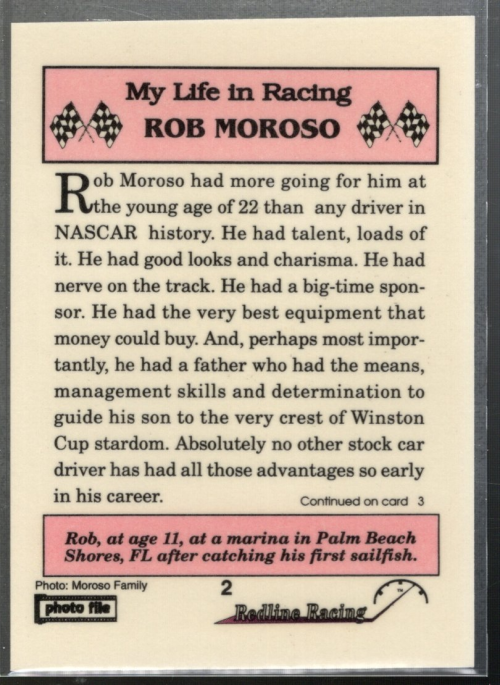 My Life in Racing
ROB MOROSO
Rob Moroso had more going for him at
the young age of 22 than any driver in
NASCAR history. He had talent, loads of
it. He had good looks and charisma. He had
nerve on the track. He had a big-time spon-
sor. He had the very best equipment that
money could buy. And, perhaps most impor-
tantly, he had a father who had the means,
management skills and determination to
guide his son to the very crest of Winston
Cup stardom. Absolutely no other stock car
driver has had all those advantages so early
in his career.
Continued on card 3
Rob, at age 11, at a marina in Palm Beach
Shores, FL after catching his first sailfish.
Photo: Moroso Family
photo file
2
Redline Racing
TM